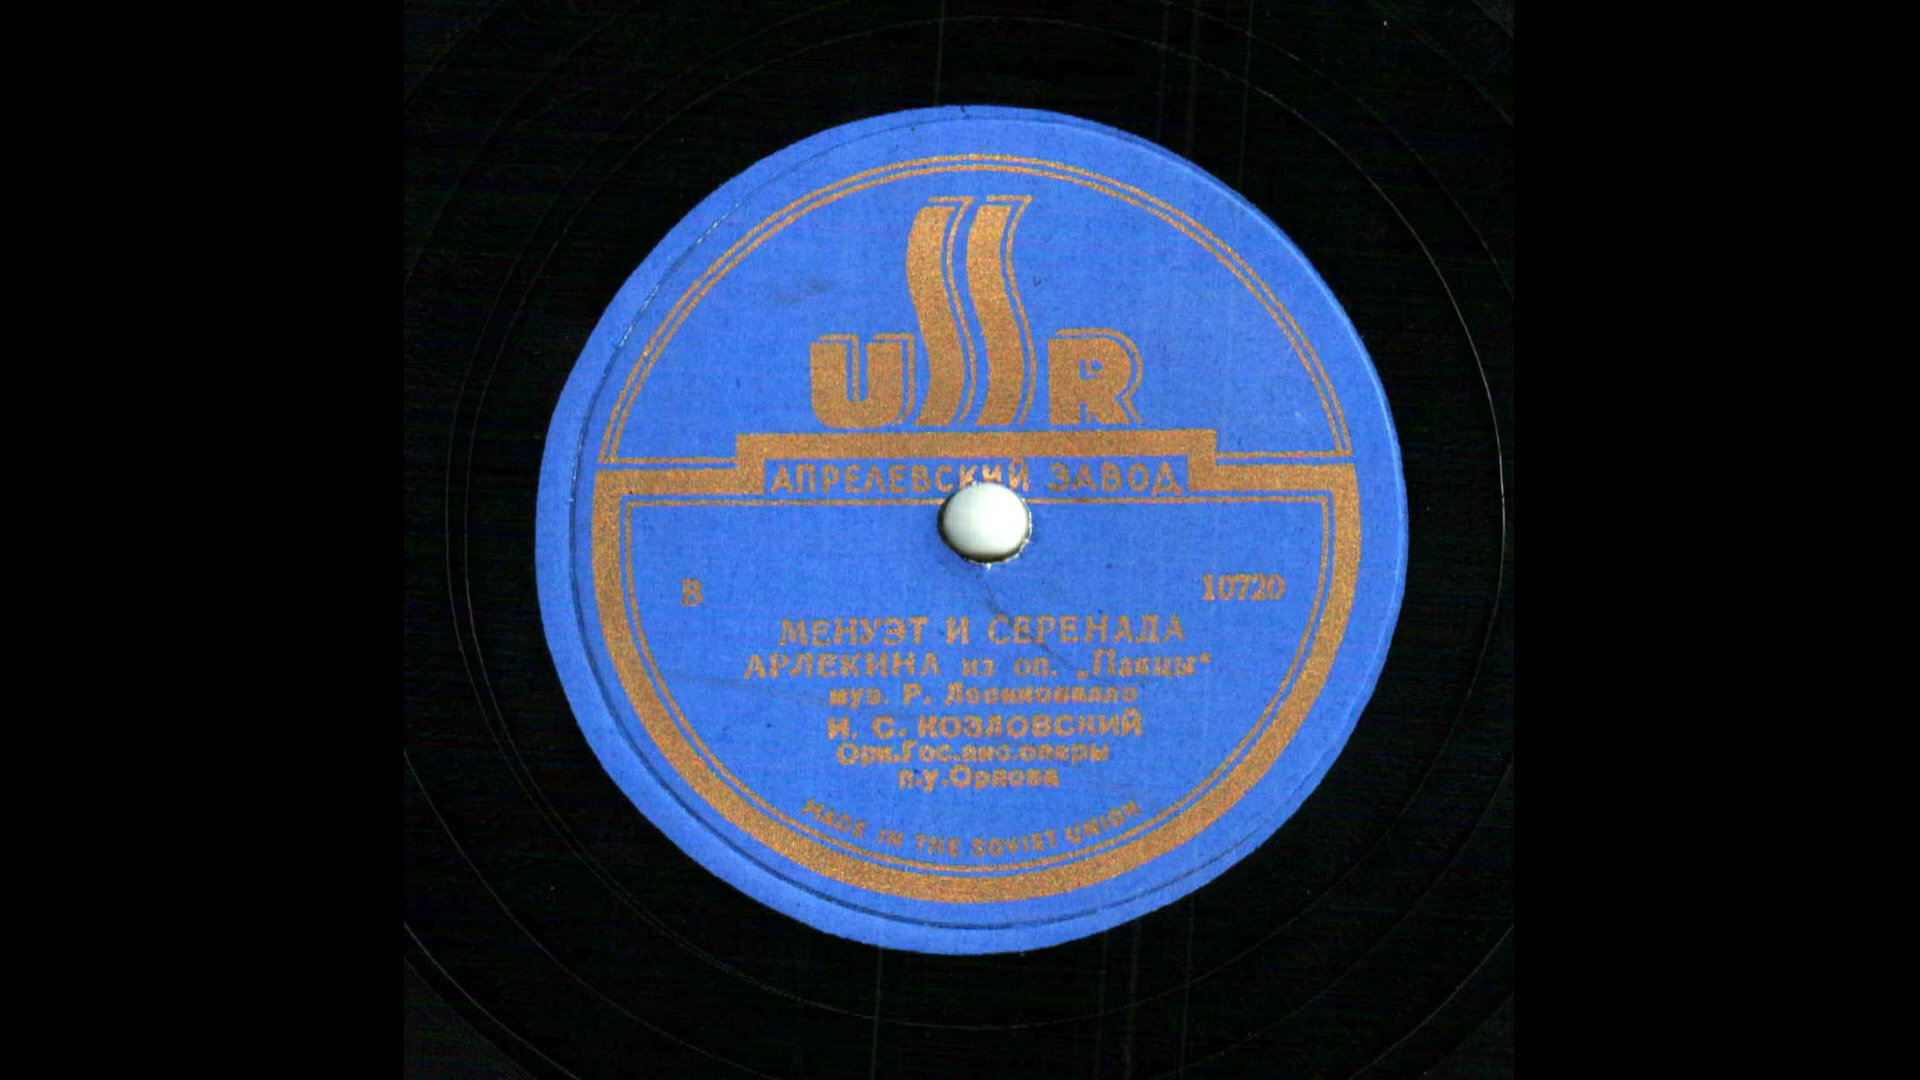 USSR
АПРЕЛЕВСКИЙ ЗАВОД
В 10720
МЕНУЭТ И СЕРЕНАДА
АРЛЕКИНА из оп. „Паяцы“
муз. Р. Леонковалло
И. С. КОЗЛОВСКИЙ
Орк.Гос.анс.оперы
п.у.Орлова
MADE IN THE SOVIET UNION